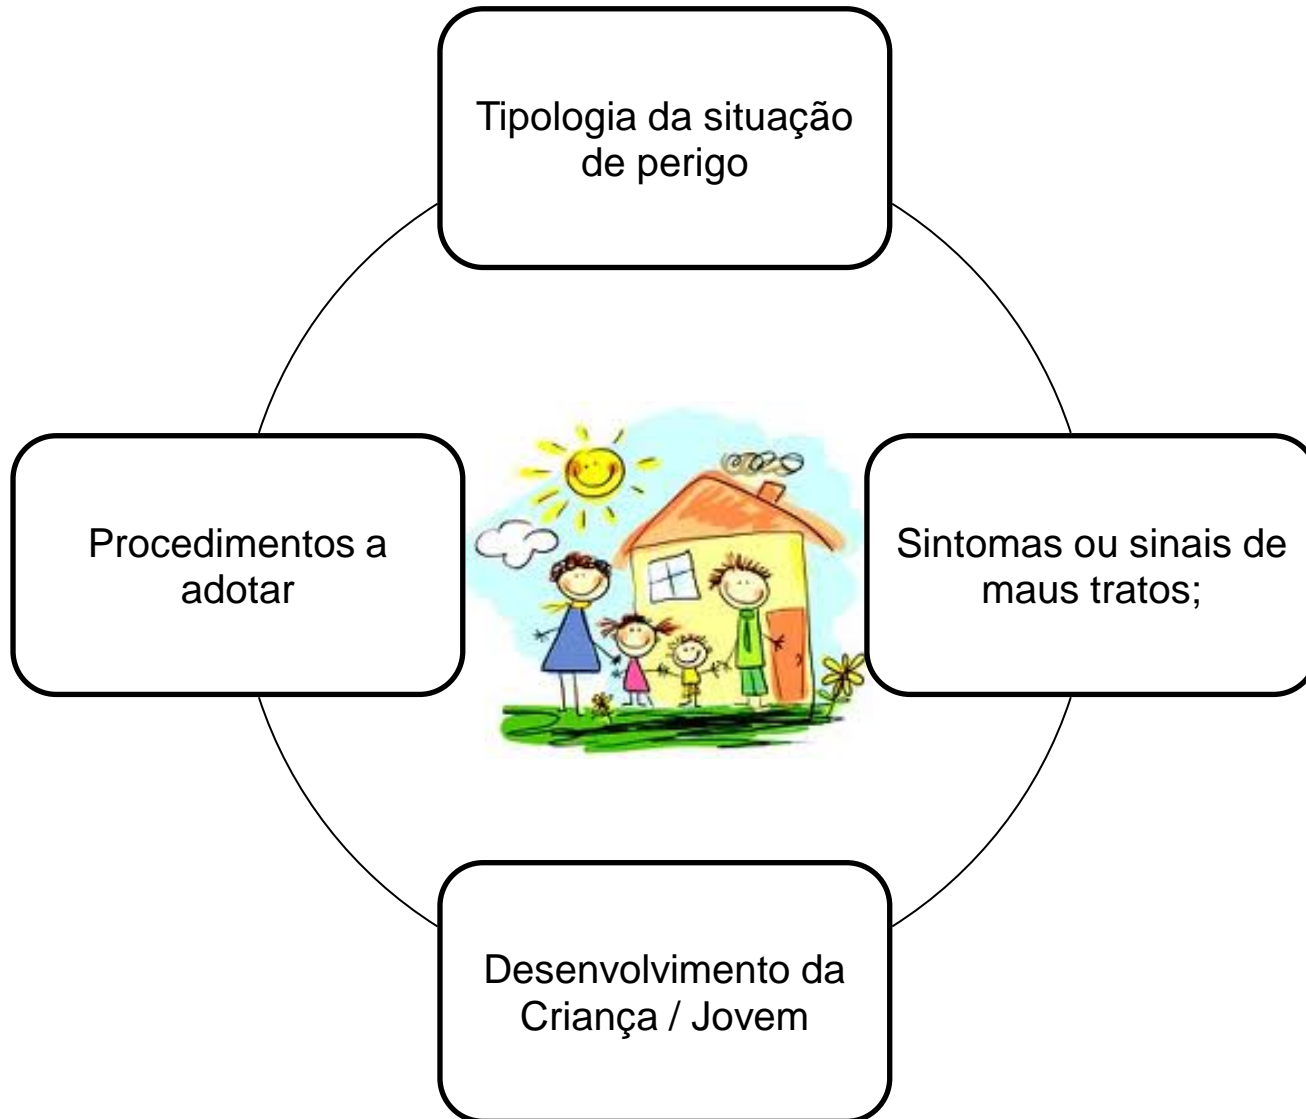 Tipologia da situação
de perigo
Procedimentos a
adotar
Sintomas ou sinais de
maus tratos;
Desenvolvimento da
Criança / Jovem